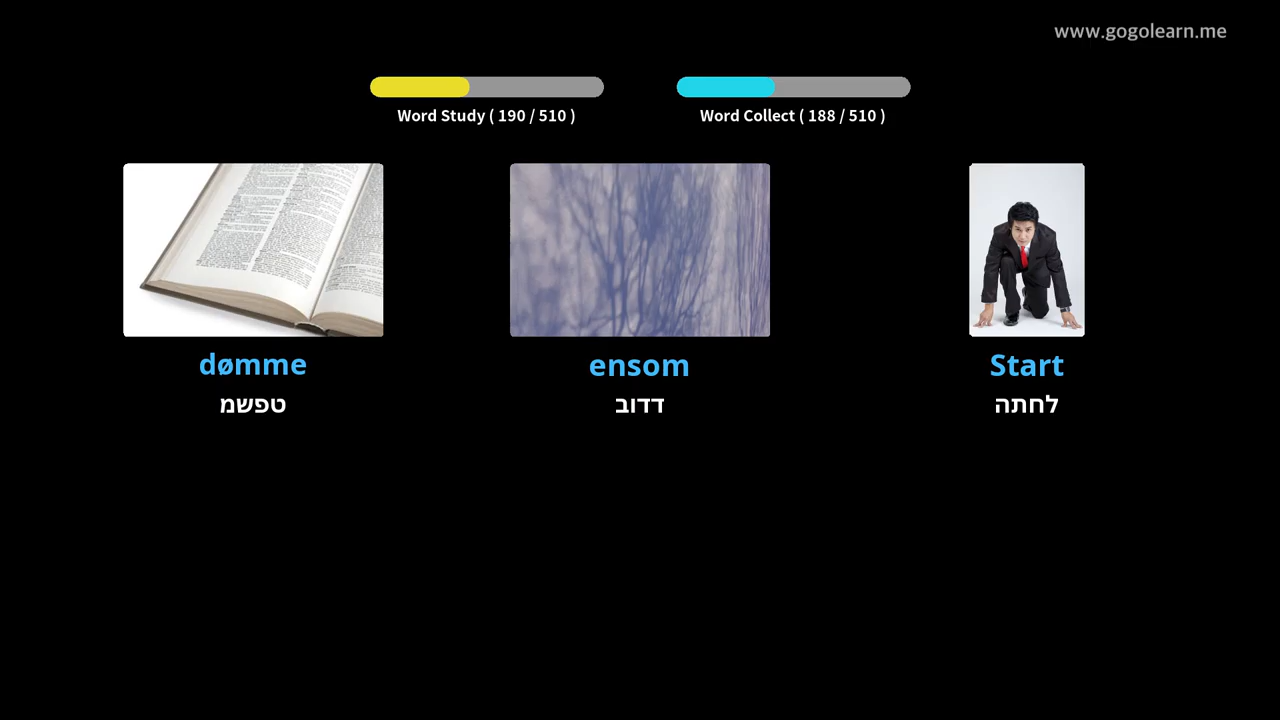 www.gogolearn.me
Word Study ( 190 / 510 )
Word Collect ( 188 / 510 )
dømme
טפשמ
ensom
דדוב
Start
לחתה